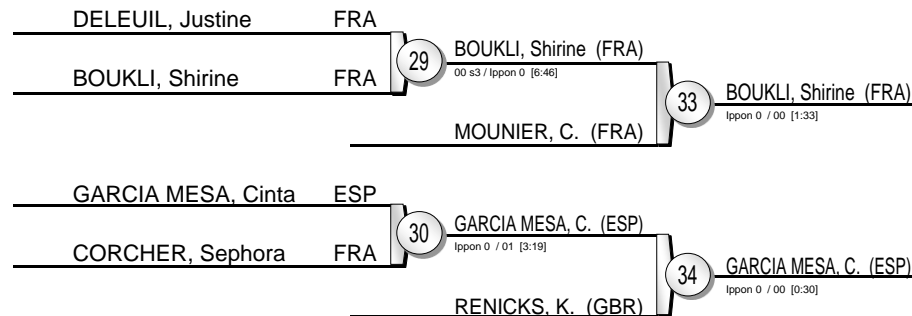 DELEUIL, Justine FRA
29
BOUKLI, Shirine (FRA)
00 s3 / Ippon 0 [6:46]
BOUKLI, Shirine FRA
33
BOUKLI, Shirine (FRA)
Ippon 0 / 00 [1:33]
MOUNIER, C. (FRA)
GARCIA MESA, Cinta ESP
30
GARCIA MESA, C. (ESP)
Ippon 0 / 01 [3:19]
CORCHER, Sephora FRA
34
GARCIA MESA, C. (ESP)
Ippon 0 / 00 [0:30]
RENICKS, K. (GBR)